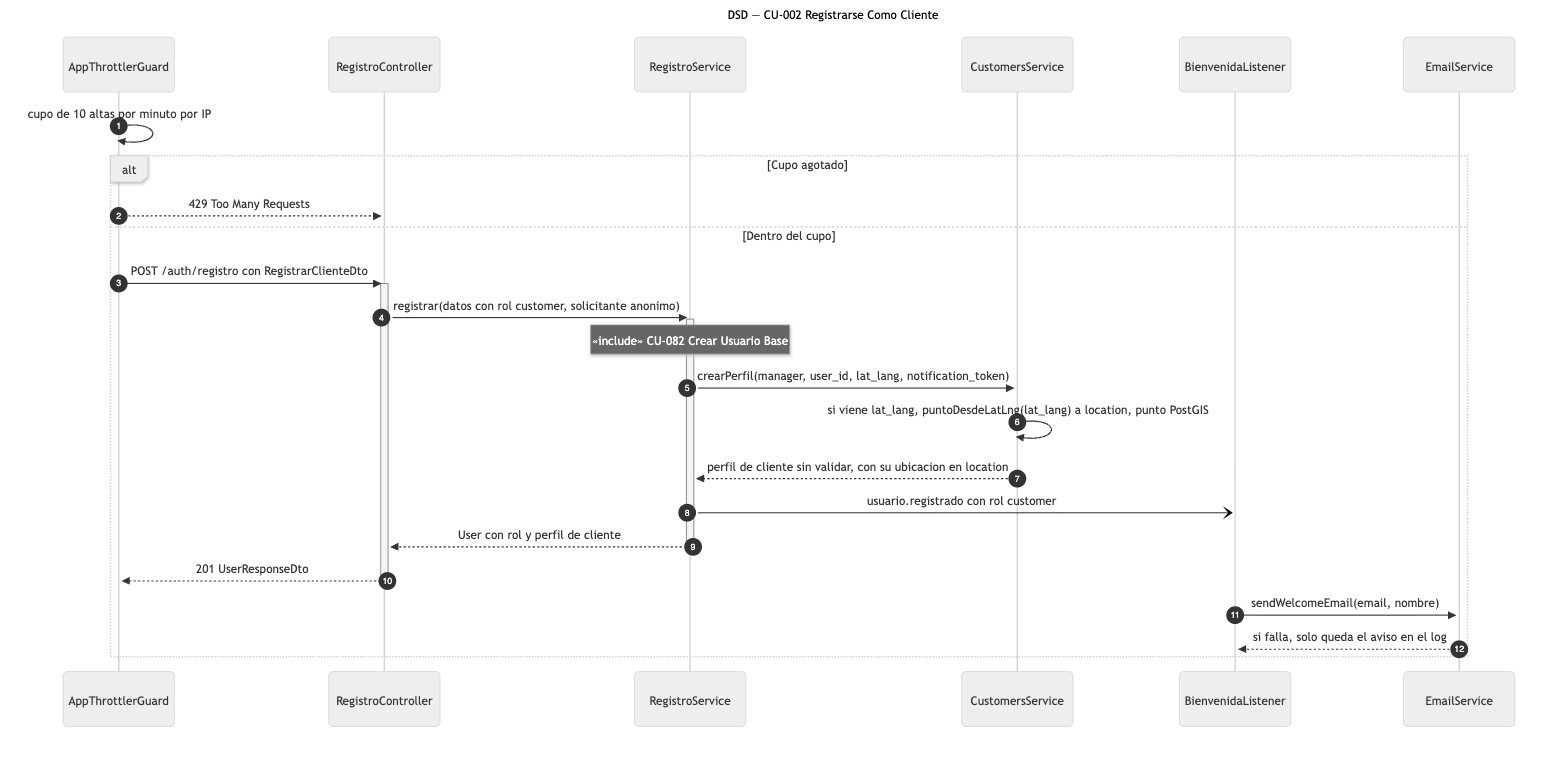 DSD — CU-002 Registrarse Como Cliente
AppThrottlerGuard
RegistroController
RegistroService
CustomersService
BienvenidaListener
EmailService
cupo de 10 altas por minuto por IP
1
alt
[Cupo agotado]
429 Too Many Requests
2
[Dentro del cupo]
POST /auth/registro con RegistrarClienteDto
3
registrar(datos con rol customer, solicitante anonimo)
4
«include» CU-082 Crear Usuario Base
crearPerfil(manager, user_id, lat_lang, notification_token)
5
si viene lat_lang, puntoDesdeLatLng(lat_lang) a location, punto PostGIS
6
perfil de cliente sin validar, con su ubicacion en location
7
usuario.registrado con rol customer
8
User con rol y perfil de cliente
9
201 UserResponseDto
10
sendWelcomeEmail(email, nombre)
11
si falla, solo queda el aviso en el log
12
AppThrottlerGuard
RegistroController
RegistroService
CustomersService
BienvenidaListener
EmailService